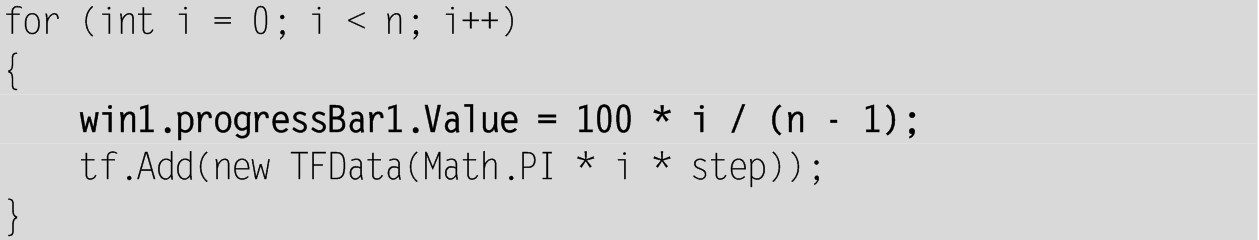 for (int i = 0; i < n; i++)
{
    win1.progressBar1.Value = 100 * i / (n - 1);
    tf.Add(new TFData(Math.PI * i * step));
}